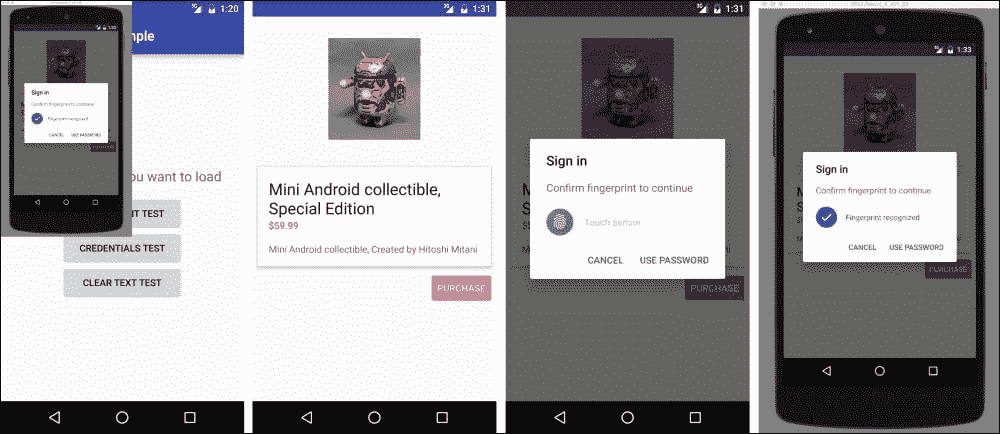 1:20
mple
Sign in
Confirm fingerprint to continue
Fingerprint recognized
CANCEL USE PASSWORD
ou want to load
T TEST
CREDENTIALS TEST
CLEAR TEXT TEST
1:31
Mini Android collectible,
Special Edition
$59.99
Mini Android collectible, Created by Hitoshi Mitani
PURCHASE
1:31
Sign in
Confirm fingerprint to continue
Touch sensor
CANCEL USE PASSWORD
PURCHASE
1:33
Sign in
Confirm fingerprint to continue
Fingerprint recognized
CANCEL USE PASSWORD
PURCHASE